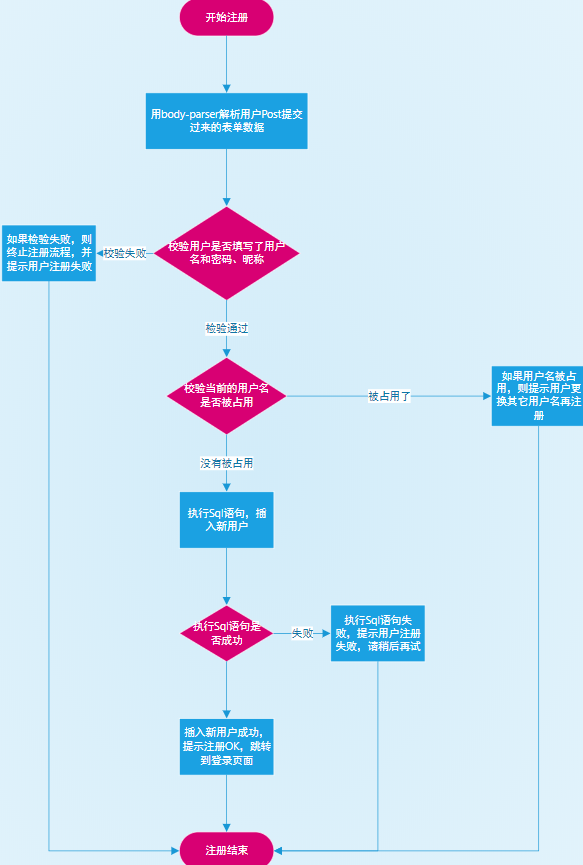 开始注册
用body-parser解析用户Post提交
过来的表单数据
校验用户是否填写了用户
名和密码、昵称
校验失败
如果检验失败，则
终止注册流程，并
提示用户注册失败
检验通过
校验当前的用户名
是否被占用
被占用了
如果用户名被占
用，则提示用户更
换其它用户名再注
册
没有被占用
执行Sql语句，插
入新用户
执行Sql语句是
否成功
失败
执行Sql语句失
败，提示用户注册
失败，请稍后再试
插入新用户成功，
提示注册OK，跳转
到登录页面
注册结束